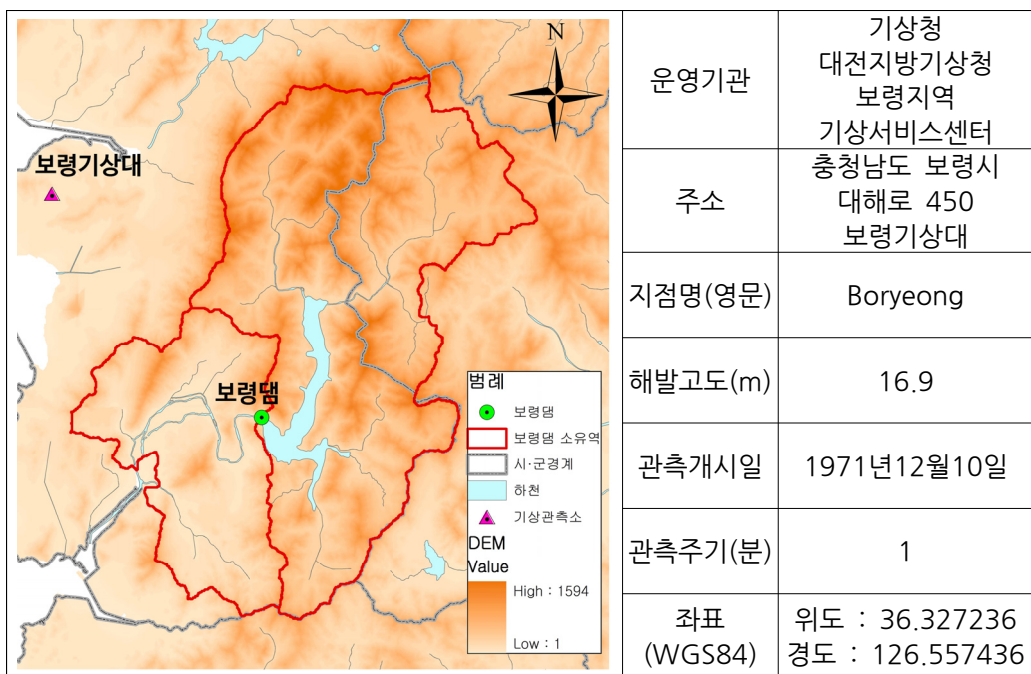 N
보령기상대
보령댐
범례
보령댐
보령댐 소유역
시·군경계
하천
기상관측소
DEM
Value
High : 1594
Low : 1
운영기관
기상청
대전지방기상청
보령지역
기상서비스센터
주소
충청남도 보령시
대해로 450
보령기상대
지점명(영문)
Boryeong
해발고도(m)
16.9
관측개시일
1971년12월10일
관측주기(분)
1
좌표
(WGS84)
위도 : 36.327236
경도 : 126.557436